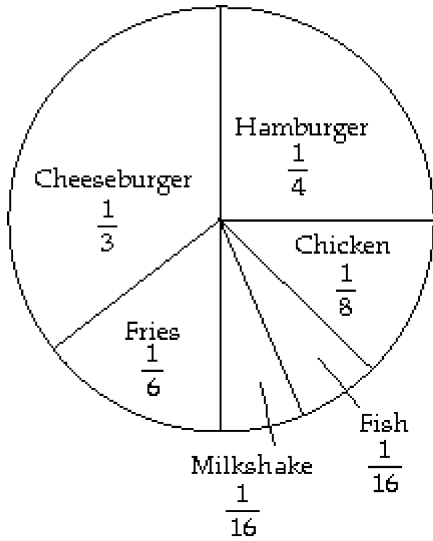 Hamburger
1/4
Cheeseburger
1/3
Chicken
1/8
Fries
1/6
Fish
1/16
Milkshake
1/16